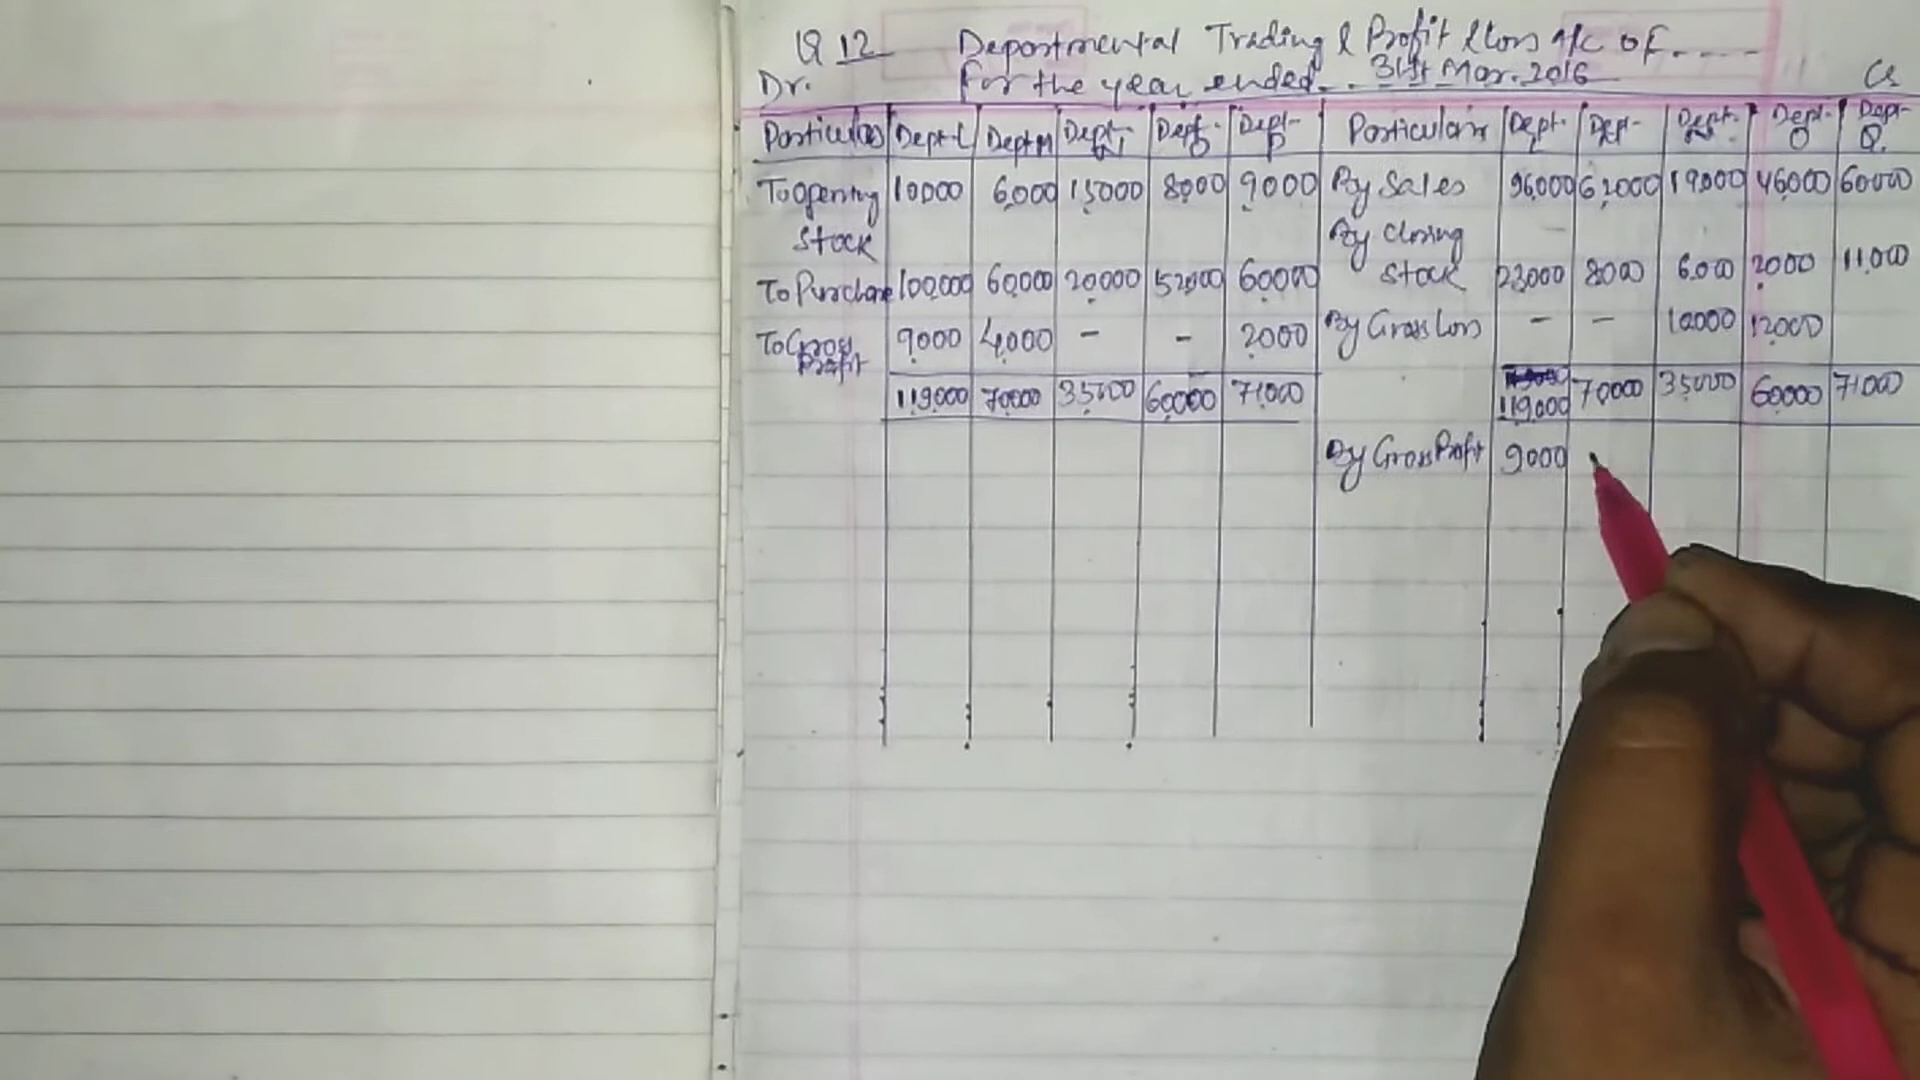 Q 12 Departmental Trading & Profit & Loss A/c OF.....
Dr. For the year ended... 31st Mar. 2016 Cr
Particulars Dept-L Dept M Dept- N Dept- O Dept- P Particulars Dept. L Dept- Dept. N Dept. O Dept- Q.
To Opening Stock 10000 6000 15000 8000 9000 By Sales 96000 62000 19000 46000 60000
By Closing Stock 23000 8000 6000 2000 11000
To Purchase 100000 60000 20000 52000 60000
To Gross Profit 9000 4000 - - 2000 By Gross Loss - - 10000 12000
119000 70000 35000 60000 71000 119000 70000 35000 60000 71000
By Gross Profit 9000